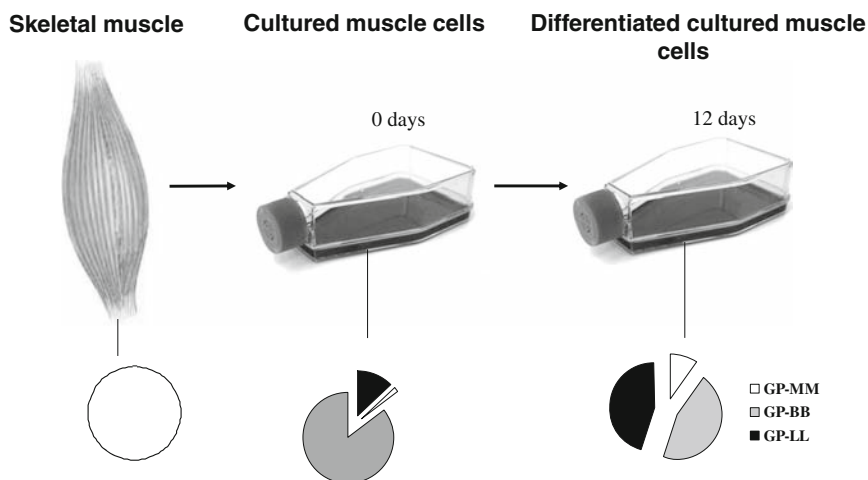 Skeletal muscle
Cultured muscle cells
Differentiated cultured muscle
cells
0 days
12 days
GP-MM
GP-BB
GP-LL